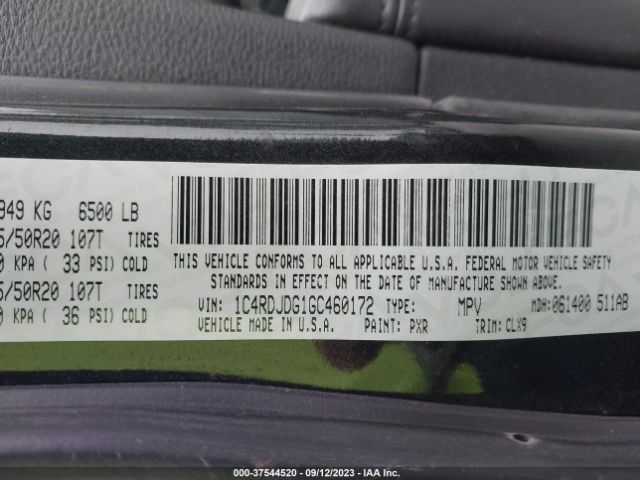 949 KG 6500 LB
/50R20 107T TIRES
KPA ( 33 PSI) COLD
/50R20 107T TIRES
KPA ( 36 PSI) COLD
THIS VEHICLE CONFORMS TO ALL APPLICABLE U.S.A. FEDERAL MOTOR VEHICLE SAFETY
STANDARDS IN EFFECT ON THE DATE OF MANUFACTURE SHOWN ABOVE.
VIN: 1C4RDJDG1GC460172 TYPE: MPV MDH: 061400 511AB
VEHICLE MADE IN U.S.A. PAINT: PXR TRIM: CLX9
000-37544520 - 09/12/2023 - IAA Inc.